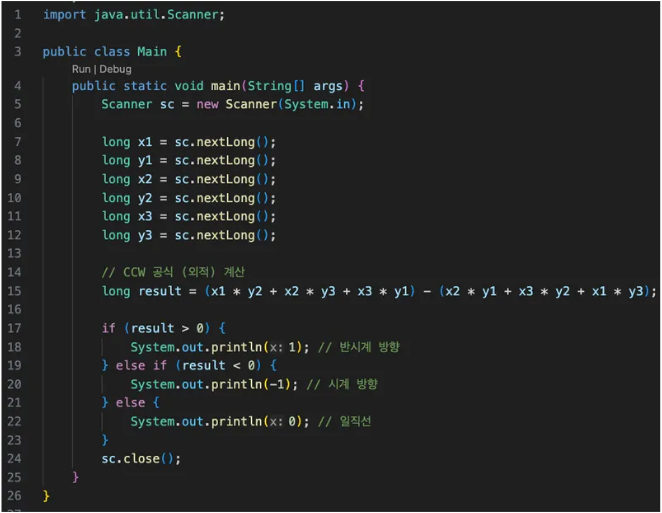 1 import java.util.Scanner;
2
3 public class Main {
Run | Debug
4 public static void main(String[] args) {
5 Scanner sc = new Scanner(System.in);
6
7 long x1 = sc.nextLong();
8 long y1 = sc.nextLong();
9 long x2 = sc.nextLong();
10 long y2 = sc.nextLong();
11 long x3 = sc.nextLong();
12 long y3 = sc.nextLong();
13
14 // CCW 공식 (외적) 계산
15 long result = (x1 * y2 + x2 * y3 + x3 * y1) - (x2 * y1 + x3 * y2 + x1 * y3);
16
17 if (result > 0) {
18 System.out.println(x: 1); // 반시계 방향
19 } else if (result < 0) {
20 System.out.println(-1); // 시계 방향
21 } else {
22 System.out.println(x: 0); // 일직선
23 }
24 sc.close();
25 }
26 }